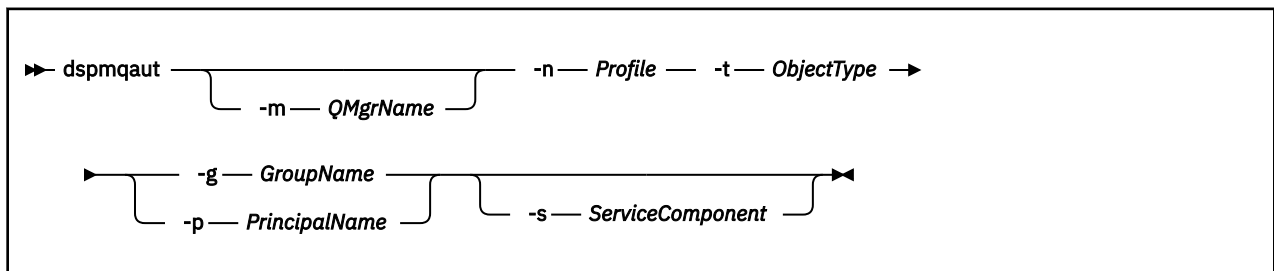 dspmqaut -n Profile -t ObjectType
-m QMgrName
-g GroupName
-p PrincipalName
-s ServiceComponent